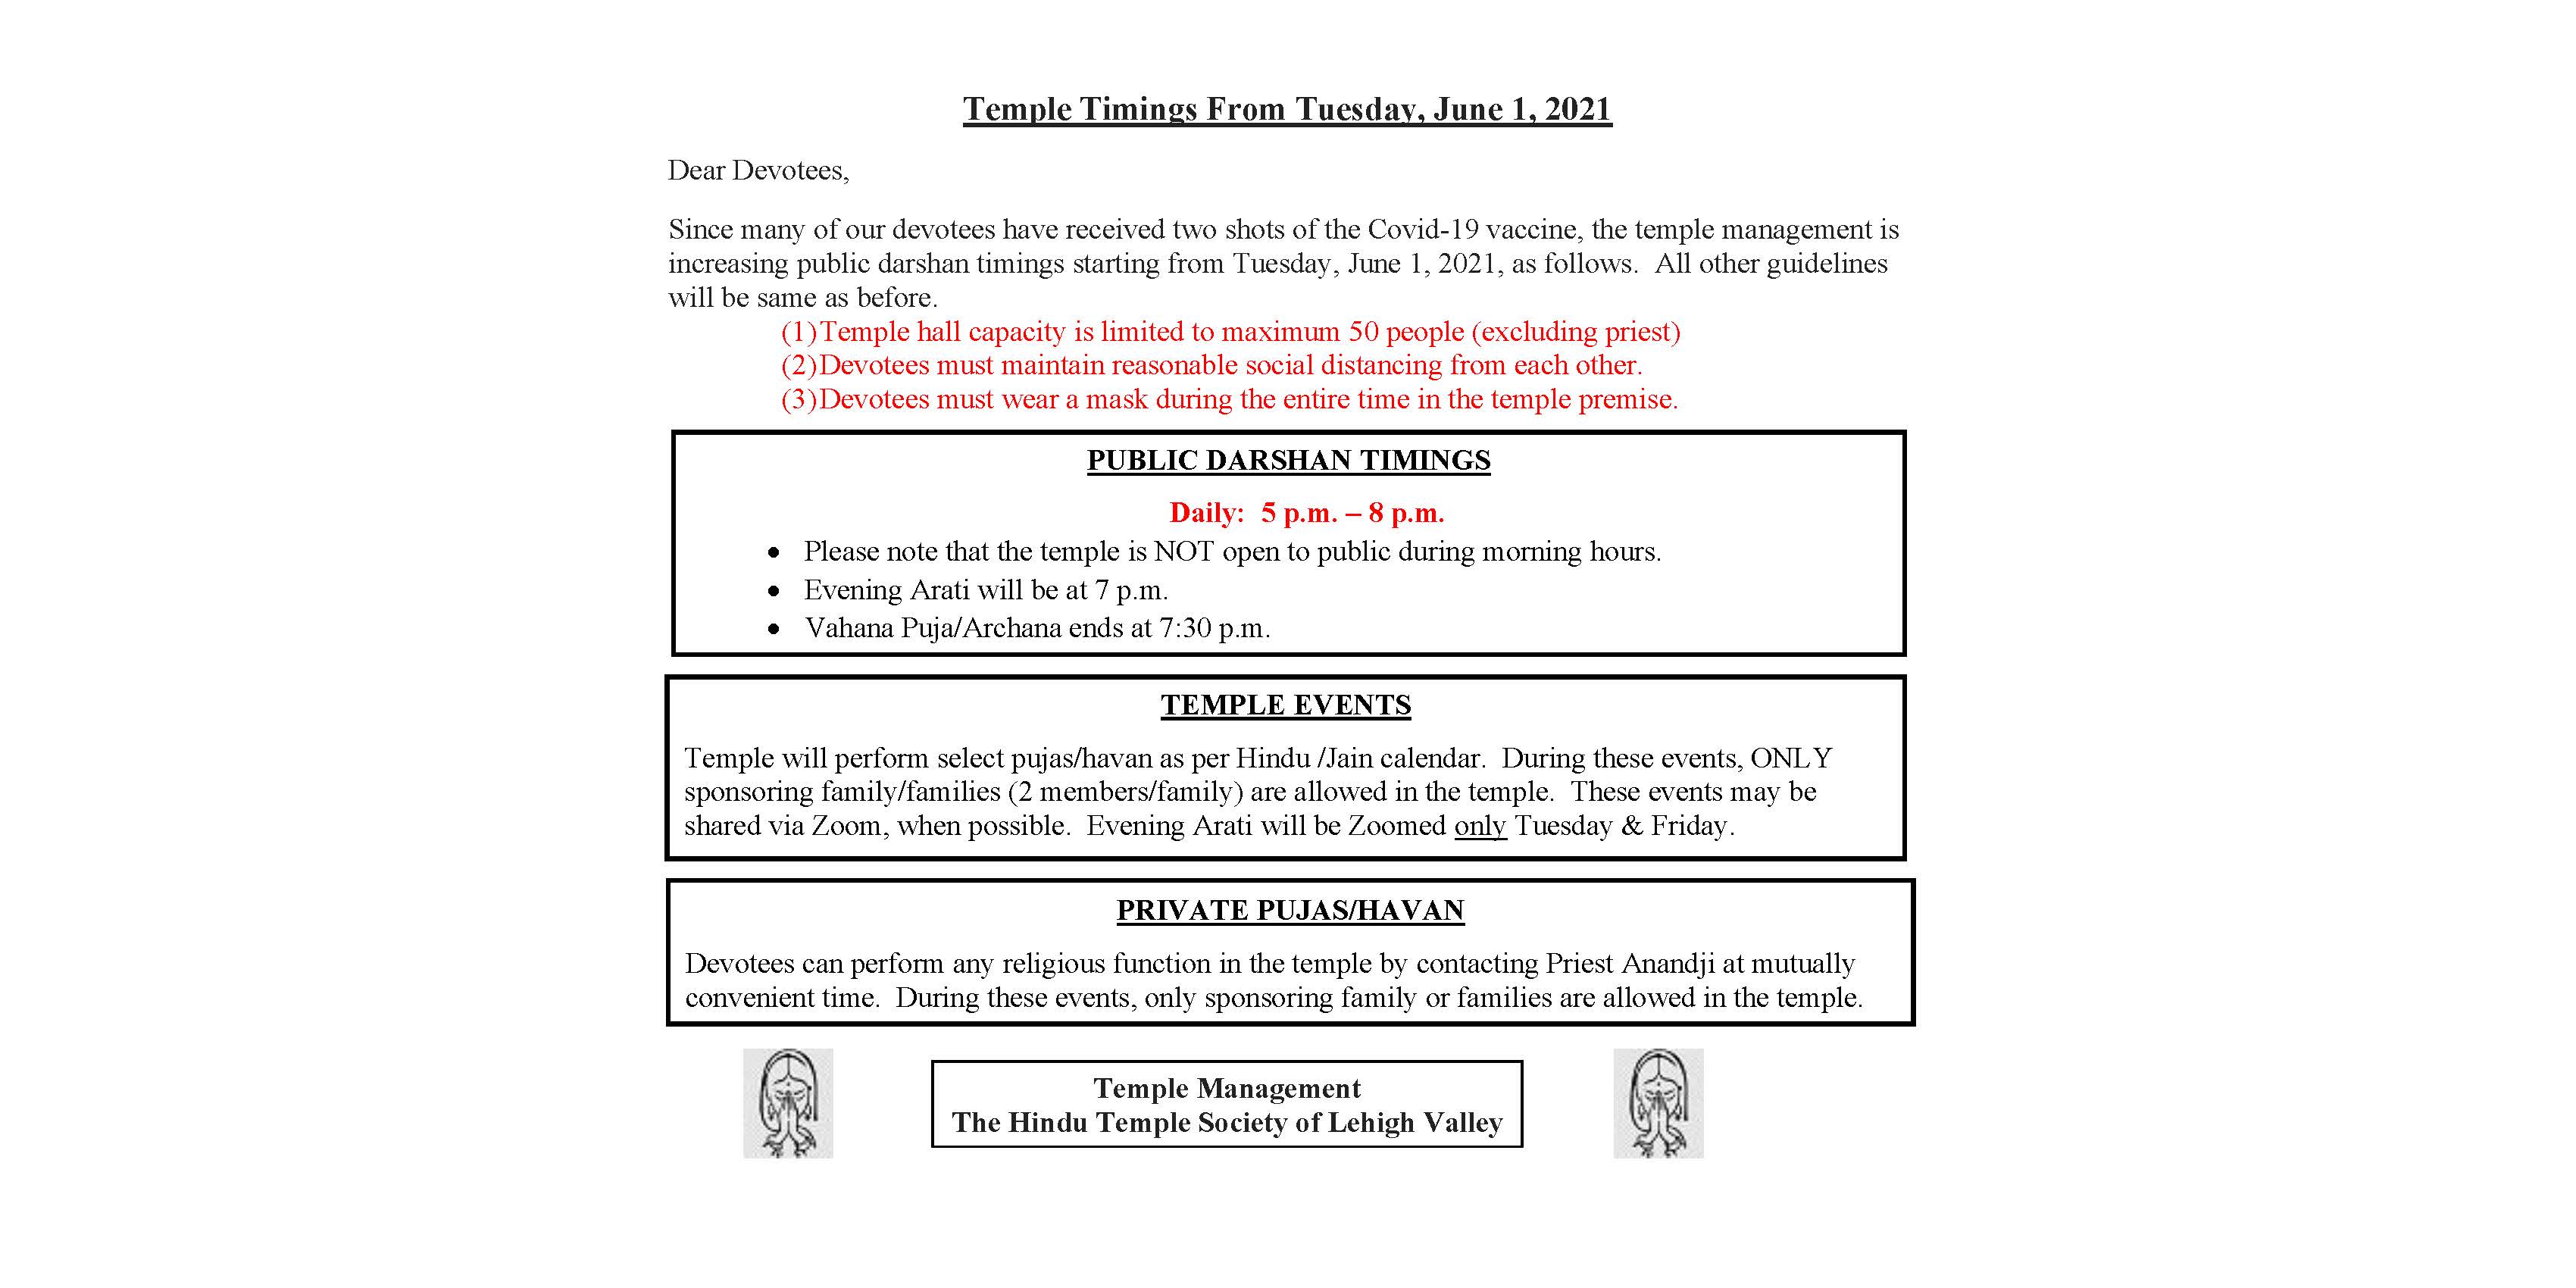 Temple Timings From Tuesday, June 1, 2021
Dear Devotees,
Since many of our devotees have received two shots of the Covid-19 vaccine, the temple management is
increasing public darshan timings starting from Tuesday, June 1, 2021, as follows.  All other guidelines
will be same as before.
(1)Temple hall capacity is limited to maximum 50 people (excluding priest)
(2)Devotees must maintain reasonable social distancing from each other.
(3)Devotees must wear a mask during the entire time in the temple premise.
PUBLIC DARSHAN TIMINGS
Daily:  5 p.m. – 8 p.m.
• Please note that the temple is NOT open to public during morning hours.
• Evening Arati will be at 7 p.m.
• Vahana Puja/Archana ends at 7:30 p.m.
TEMPLE EVENTS
Temple will perform select pujas/havan as per Hindu /Jain calendar.  During these events, ONLY
sponsoring family/families (2 members/family) are allowed in the temple.  These events may be
shared via Zoom, when possible.  Evening Arati will be Zoomed only Tuesday & Friday.
PRIVATE PUJAS/HAVAN
Devotees can perform any religious function in the temple by contacting Priest Anandji at mutually
convenient time.  During these events, only sponsoring family or families are allowed in the temple.
Temple Management
The Hindu Temple Society of Lehigh Valley